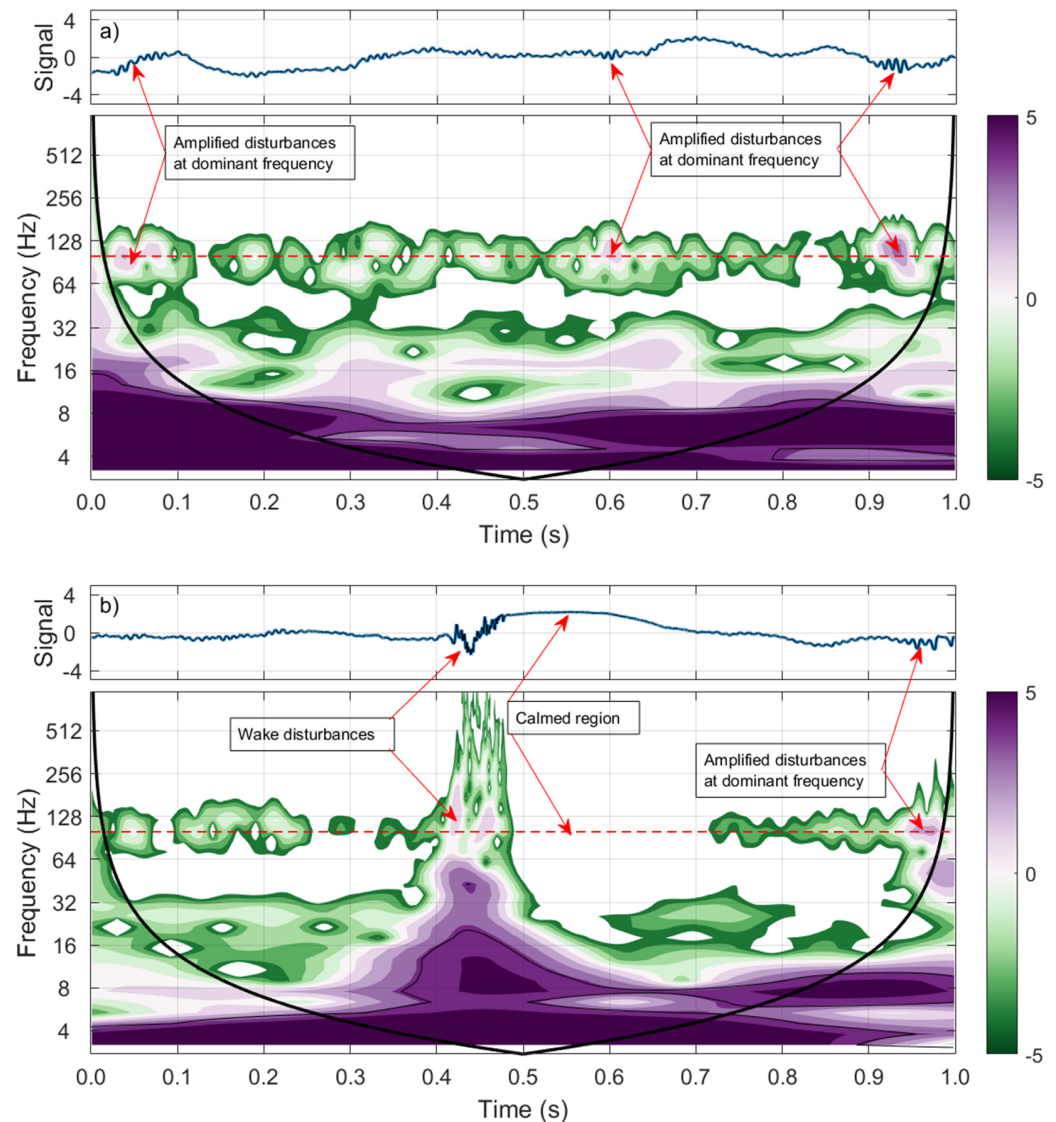 a)
Signal
4
0
-4
Amplified disturbances
at dominant frequency
Amplified disturbances
at dominant frequency
Frequency (Hz)
512
256
128
64
32
16
8
4
5
0
-5
0.0 0.1 0.2 0.3 0.4 0.5 0.6 0.7 0.8 0.9 1.0
Time (s)
b)
Signal
4
0
-4
Wake disturbances
Calmed region
Amplified disturbances
at dominant frequency
Frequency (Hz)
512
256
128
64
32
16
8
4
5
0
-5
0.0 0.1 0.2 0.3 0.4 0.5 0.6 0.7 0.8 0.9 1.0
Time (s)